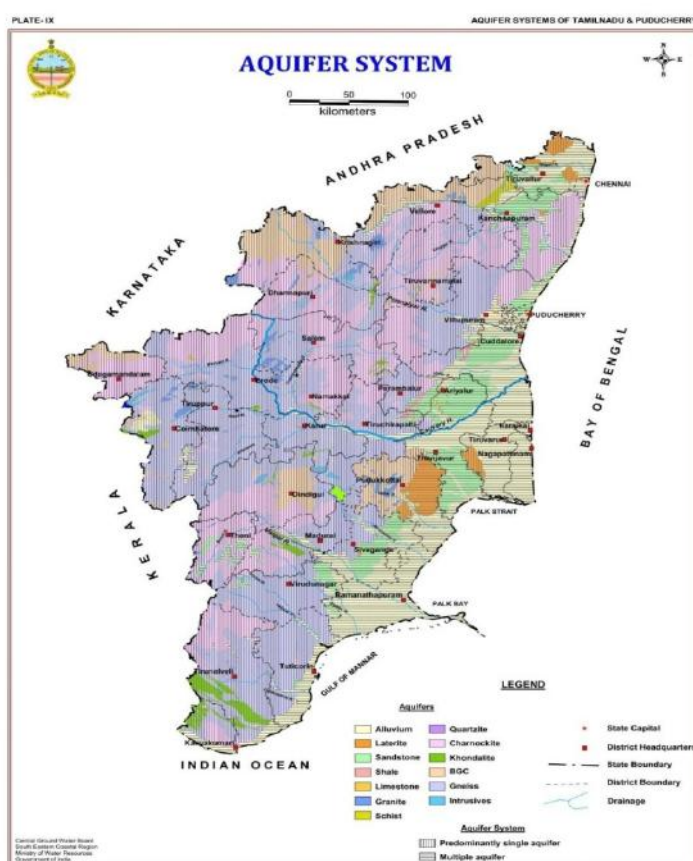 PLATE- IX
AQUIFER SYSTEMS OF TAMILNADU & PUDUCHERRY
AQUIFER SYSTEM
N
W E
S
0 50 100
kilometers
ANDHRA PRADESH
KARNATAKA
KERALA
BAY OF BENGAL
CHENNAI
Tiruvallur
Vellore
Kancheepuram
Krishnagiri
Dharmapuri
Tiruvannamalai
Villupuram
PUDUCHERRY
Cuddalore
Salem
Udagamandalam
Erode
Namakkal
Perambalur
Ariyalur
Tiruppur
Coimbatore
Karur
Tiruchirapalli
Karaikal
Tiruvarur
Nagapattinam
Thanjavur
Pudukkottai
Dindigul
PALK STRAIT
Theni
Madurai
Sivaganga
Virudunagar
Ramanathapuram
PALK BAY
Tuticorin
GULF OF MANNAR
Tirunelveli
Kanyakumari
INDIAN OCEAN
LEGEND
Aquifers
Alluvium
Laterite
Sandstone
Shale
Limestone
Granite
Schist
Quartzite
Charnockite
Khondalite
BGC
Gneiss
Intrusives
State Capital
District Headquarters
State Boundary
District Boundary
Drainage
Aquifer System
Predominantly single aquifer
Multiple aquifer
Central Ground Water Board
South Eastern Coastal Region
Ministry of Water Resources
Government of India